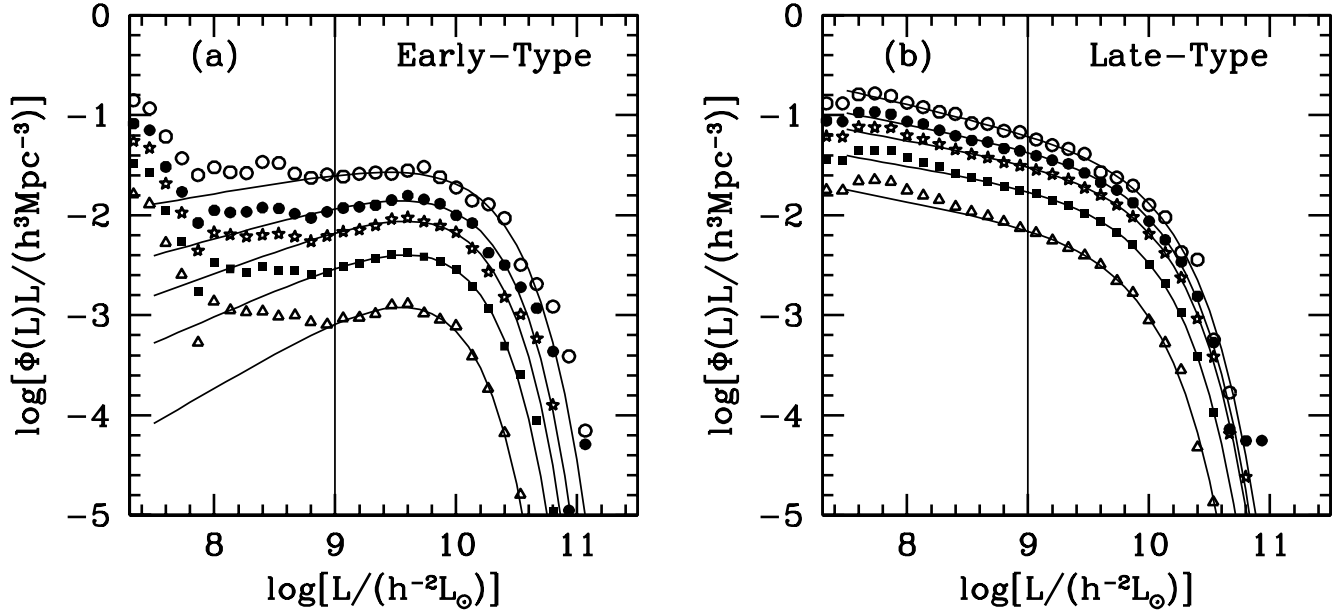 0
−1
−2
−3
−4
−5
log[Φ(L)L/(h³Mpc⁻³)]
(a)
Early−Type
8
9
10
11
log[L/(h⁻²L⊙)]
0
−1
−2
−3
−4
−5
log[Φ(L)L/(h³Mpc⁻³)]
(b)
Late−Type
8
9
10
11
log[L/(h⁻²L⊙)]